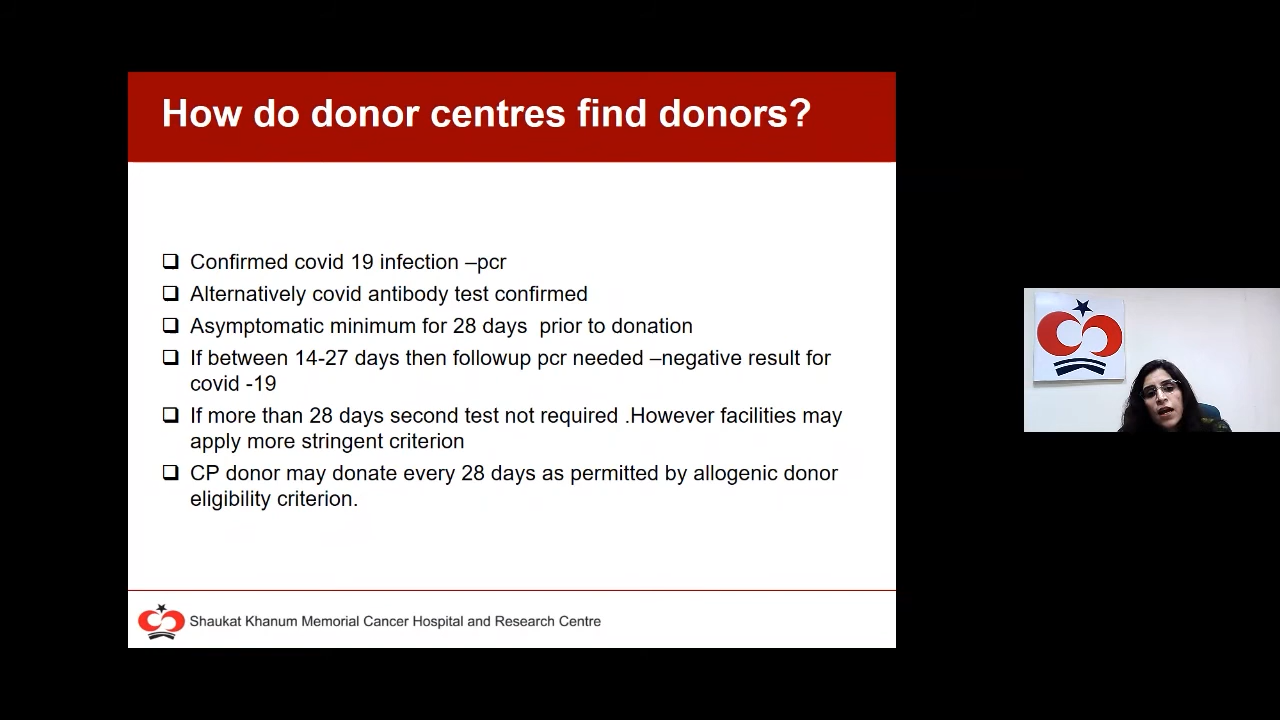 How do donor centres find donors?
❑ Confirmed covid 19 infection –pcr
❑ Alternatively covid antibody test confirmed
❑ Asymptomatic minimum for 28 days  prior to donation
❑ If between 14-27 days then followup pcr needed –negative result for
covid -19
❑ If more than 28 days second test not required .However facilities may
apply more stringent criterion
❑ CP donor may donate every 28 days as permitted by allogenic donor
eligibility criterion.
Shaukat Khanum Memorial Cancer Hospital and Research Centre